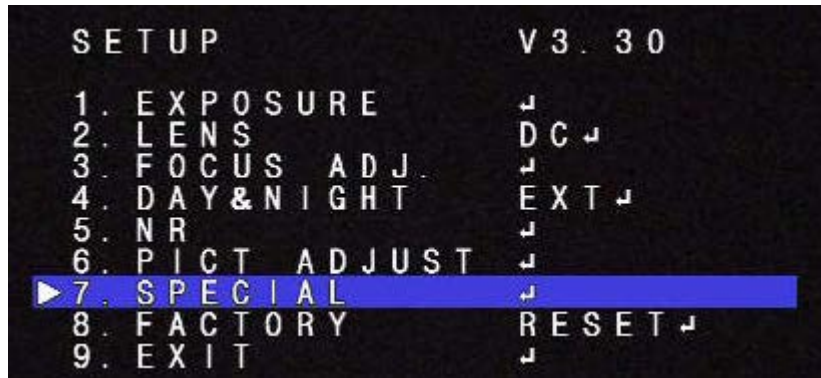 SETUP V3.30
1. EXPOSURE ↲
2. LENS DC↲
3. FOCUS ADJ. ↲
4. DAY&NIGHT EXT↲
5. NR ↲
6. PICT ADJUST ↲
▷7. SPECIAL ↲
8. FACTORY RESET↲
9. EXIT ↲